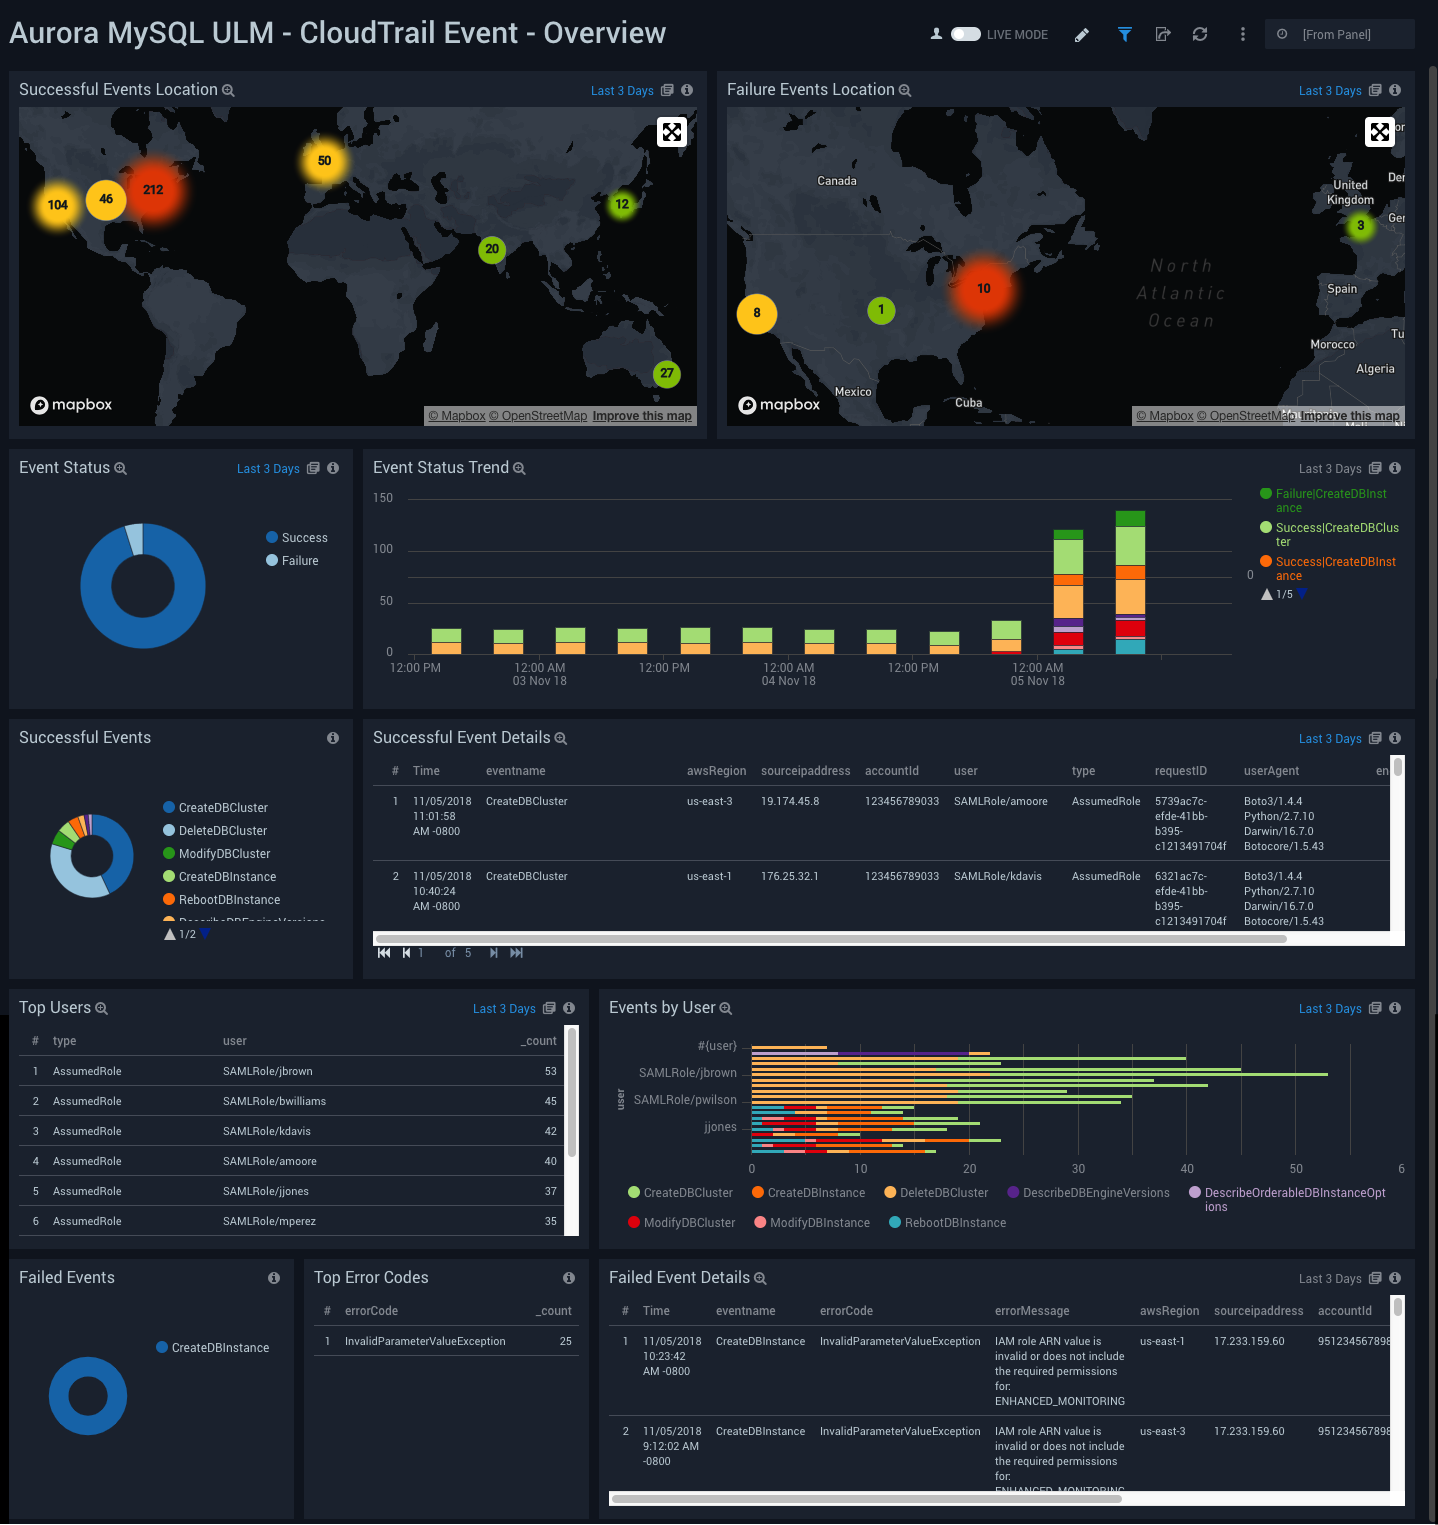 Aurora MySQL ULM - CloudTrail Event - Overview
LIVE MODE
[From Panel]
Successful Events Location
Last 3 Days
104
46
212
50
12
20
27
mapbox
© Mapbox © OpenStreetMap Improve this map
Failure Events Location
Last 3 Days
Canada
United
Kingdom
3
North
Atlantic
Ocean
10
8
1
Spain
Morocco
Algeria
Mexico
Cuba
mapbox
© Mapbox © OpenStreetMap Improve this map
Event Status
Last 3 Days
Success
Failure
Event Status Trend
Last 3 Days
150
100
50
0
0
12:00 PM
12:00 AM
03 Nov 18
12:00 PM
12:00 AM
04 Nov 18
12:00 PM
12:00 AM
05 Nov 18
Failure|CreateDBInst
ance
Success|CreateDBClus
ter
Success|CreateDBInst
ance
1/5
Successful Events
CreateDBCluster
DeleteDBCluster
ModifyDBCluster
CreateDBInstance
RebootDBInstance
DescribeDBEngineVersions
1/2
Successful Event Details
Last 3 Days
# Time eventname awsRegion sourceipaddress accountId user type requestID userAgent en
1 11/05/2018 CreateDBCluster us-east-3 19.174.45.8 123456789033 SAMLRole/amoore AssumedRole 5739ac7c- Boto3/1.4.4
11:01:58 efde-41bb- Python/2.7.10
AM -0800 b395- Darwin/16.7.0
c1213491704f Botocore/1.5.43
2 11/05/2018 CreateDBCluster us-east-1 176.25.32.1 123456789033 SAMLRole/kdavis AssumedRole 6321ac7c- Boto3/1.4.4
10:40:24 efde-41bb- Python/2.7.10
AM -0800 b395- Darwin/16.7.0
c1213491704f Botocore/1.5.43
1 of 5
Top Users
Last 3 Days
# type user _count
1 AssumedRole SAMLRole/jbrown 53
2 AssumedRole SAMLRole/bwilliams 45
3 AssumedRole SAMLRole/kdavis 42
4 AssumedRole SAMLRole/amoore 40
5 AssumedRole SAMLRole/jjones 37
6 AssumedRole SAMLRole/mperez 35
Events by User
Last 3 Days
user
#{user}
SAMLRole/jbrown
SAMLRole/pwilson
jjones
0 10 20 30 40 50 6
CreateDBCluster CreateDBInstance DeleteDBCluster DescribeDBEngineVersions DescribeOrderableDBInstanceOpt
ions
ModifyDBCluster ModifyDBInstance RebootDBInstance
Failed Events
CreateDBInstance
Top Error Codes
# errorCode _count
1 InvalidParameterValueException 25
Failed Event Details
Last 3 Days
# Time eventname errorCode errorMessage awsRegion sourceipaddress accountId
1 11/05/2018 CreateDBInstance InvalidParameterValueException IAM role ARN value is us-east-1 17.233.159.60 951234567898
10:23:42 invalid or does not include
AM -0800 the required permissions
for:
ENHANCED_MONITORING
2 11/05/2018 CreateDBInstance InvalidParameterValueException IAM role ARN value is us-east-3 17.233.159.60 951234567898
9:12:02 AM invalid or does not include
-0800 the required permissions
for:
ENHANCED_MONITORING